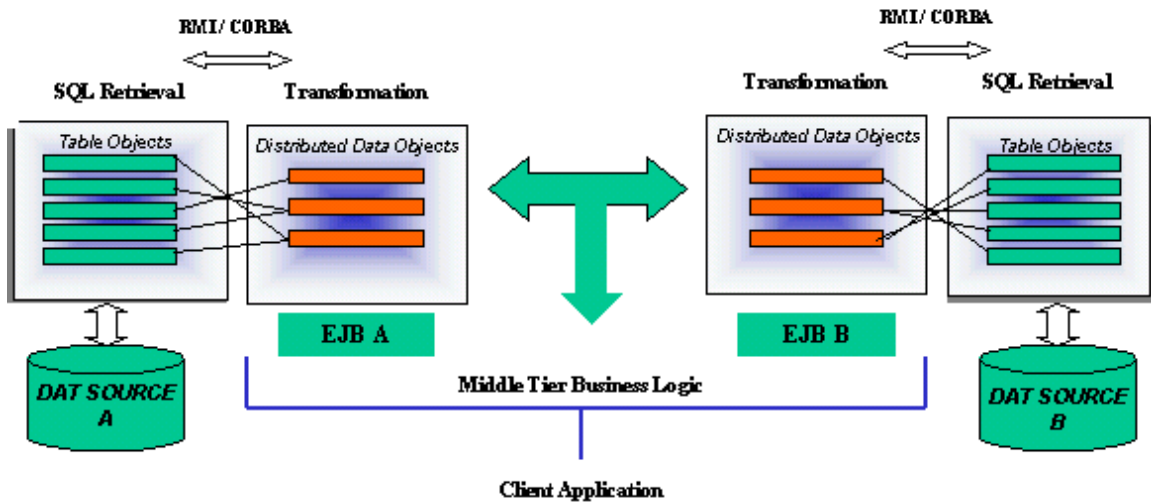 RMI/ CORBA
RMI/ CORBA
SQL Retrieval
Transformation
Transformation
SQL Retrieval
Table Objects
Distributed Data Objects
Distributed Data Objects
Table Objects
EJB A
EJB B
DAT SOURCE
A
Middle Tier Business Logic
DAT SOURCE
B
Client Application